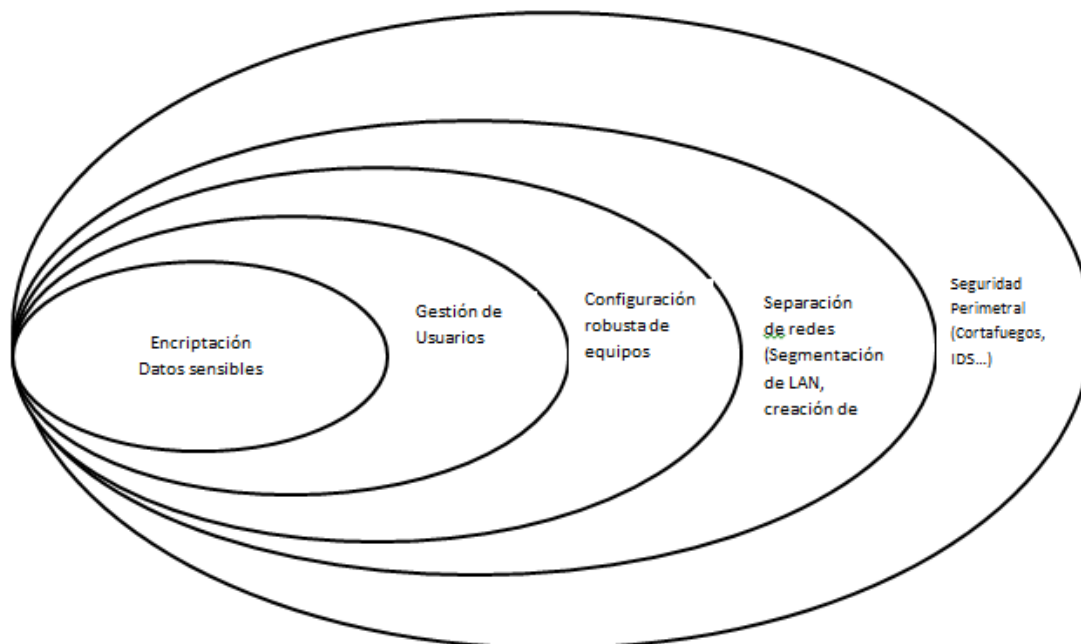 Encriptación
Datos sensibles
Gestión de
Usuarios
Configuración
robusta de
equipos
Separación
de redes
(Segmentación
de LAN,
creación de
Seguridad
Perimetral
(Cortafuegos,
IDS...)